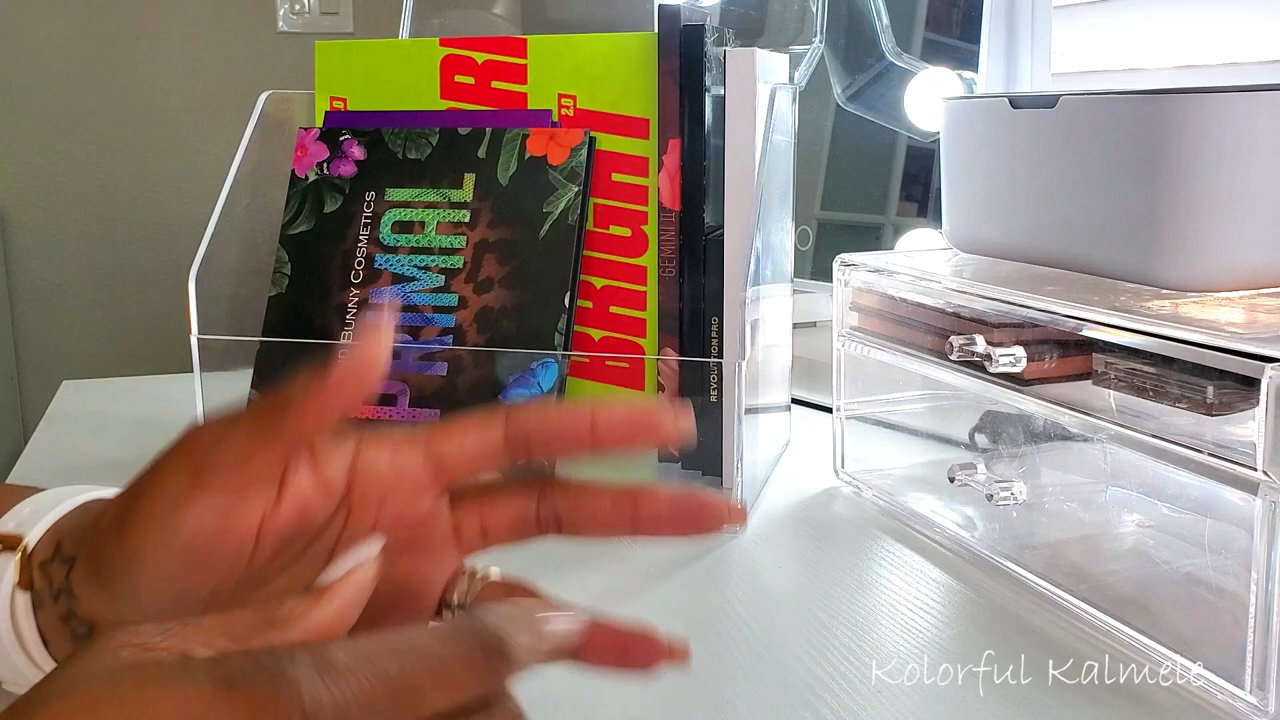 BRIGHT
2.0
BUNNY COSMETICS
PRIMAL
GEMINI II
REVOLUTION PRO
Kolorful Kalmele